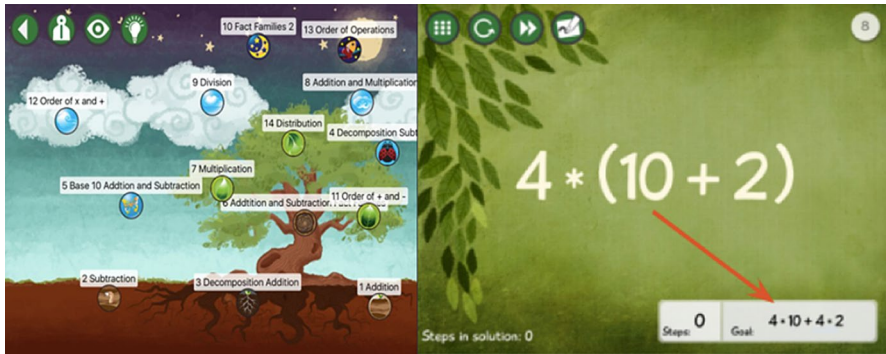 10 Fact Families 2
13 Order of Operations
9 Division
8 Addition and Multiplication
12 Order of x and +
14 Distribution
4 Decomposition Subt
7 Multiplication
5 Base 10 Addtion and Subtraction
6 Addtition and Subtraction
11 Order of + and -
2 Subtraction
3 Decomposition Addition
1 Addition
8
4 * (10 + 2)
Steps in solution: 0
Steps: 0 Goal: 4 * 10 + 4 * 2